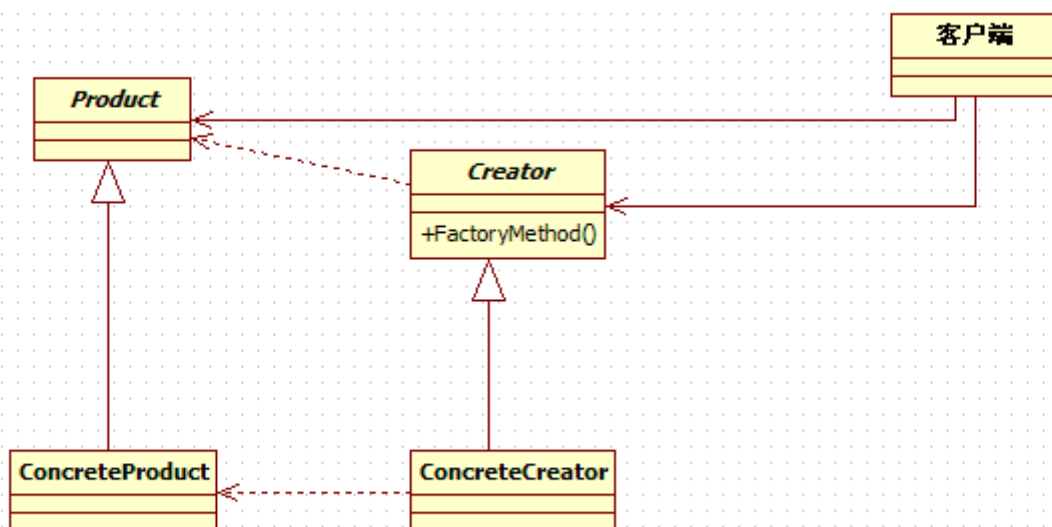 客户端
Product
Creator
+FactoryMethod()
ConcreteProduct
ConcreteCreator